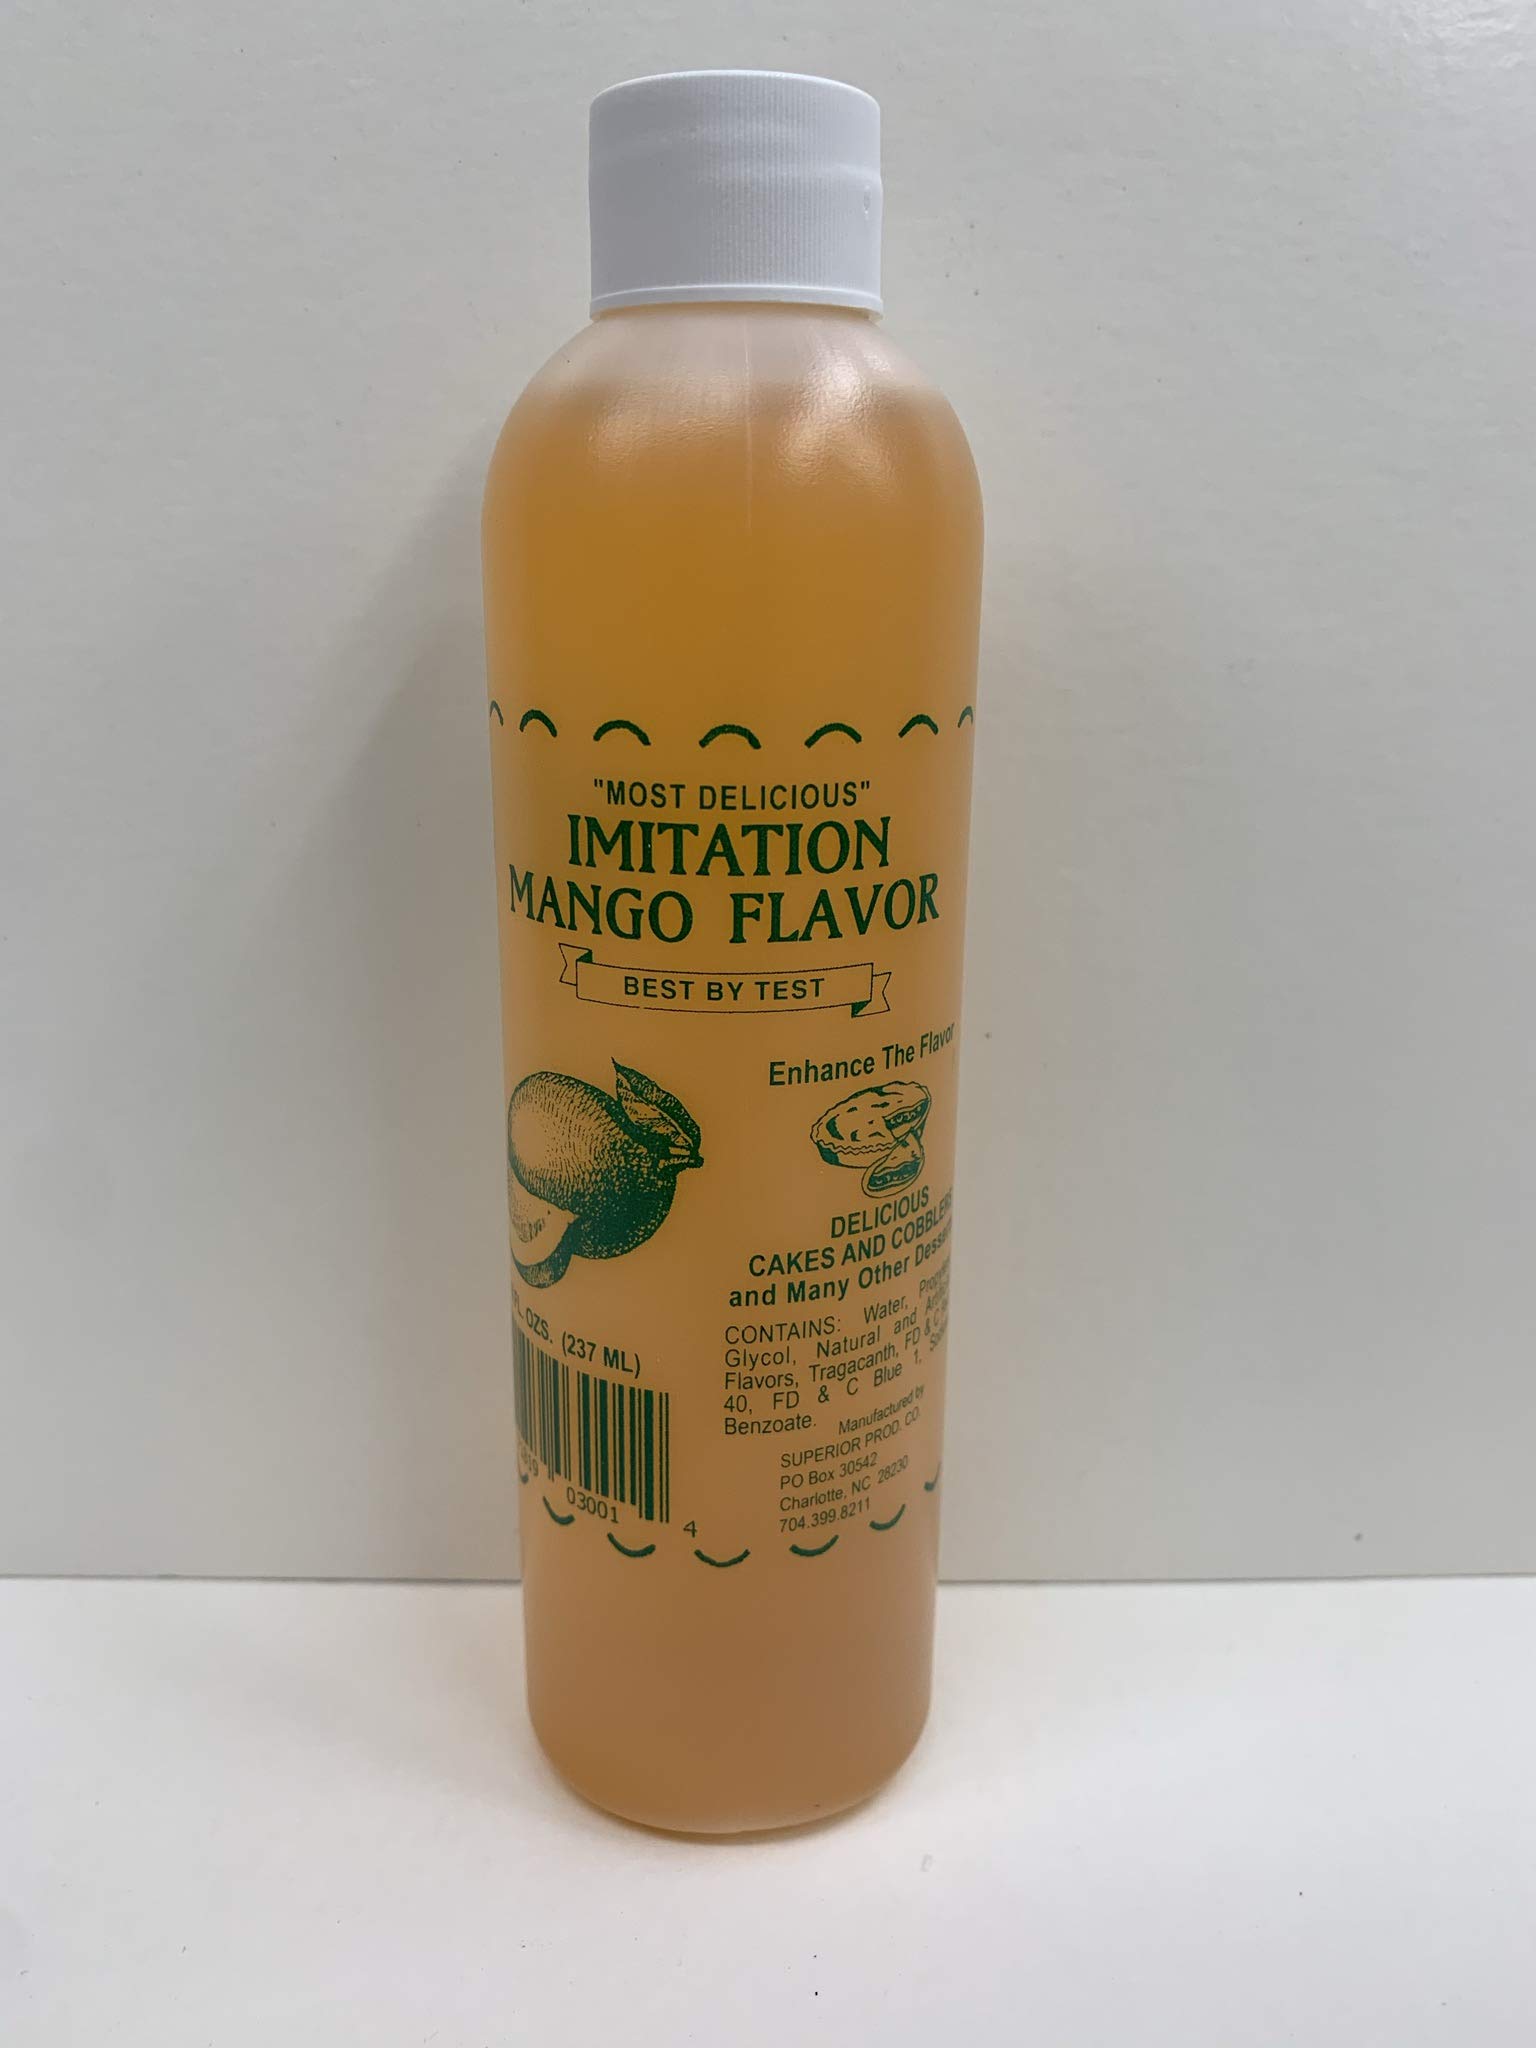 "MOST DELICIOUS"
IMITATION
MANGO FLAVOR
BEST BY TEST
Enhance The Flavor
DELICIOUS
CAKES AND COBBLERS
and Many Other
FL. OZS. (237 ML)
CONTAINS: Water,
Glycol, Natural and
Flavors, Tragacanth, FD & C
40, FD & C Blue 1,
Benzoate.
Manufactured by
SUPERIOR PROD. CO.
PO Box 30542
Charlotte, NC 28230
704.399.8211
03001
4